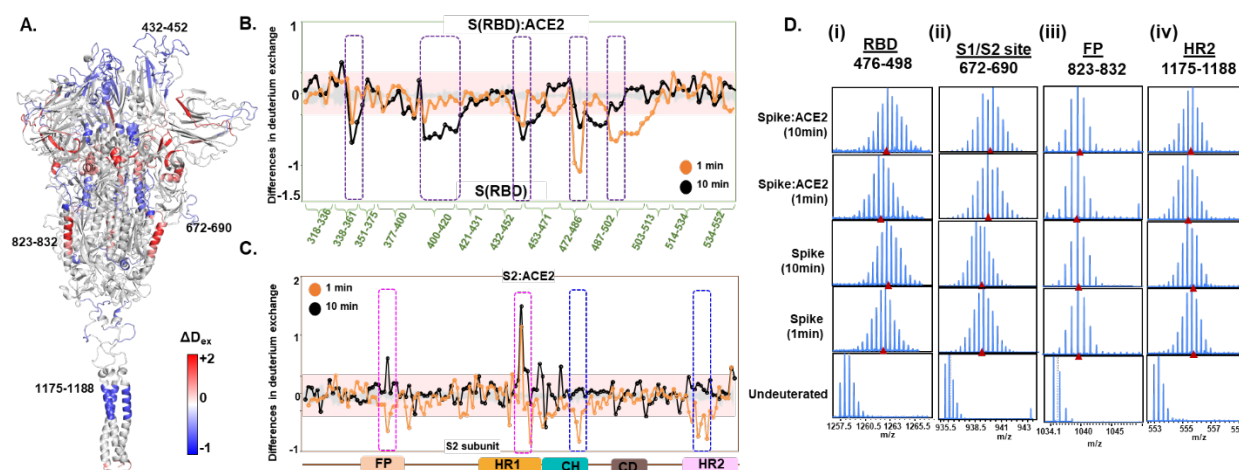 A.
432-452
672-690
823-832
1175-1188
ΔDex
+2
0
-1
B.
S(RBD):ACE2
Differences in deuterium exchange
1
0
-1
-1.5
1 min
10 min
S(RBD)
318-336
338-361
351-375
377-400
400-420
421-431
432-452
453-471
472-486
487-502
503-513
514-534
534-552
C.
S2:ACE2
Differences in deuterium exchange
2
1
0
-1
1 min
10 min
S2 subunit
FP
HR1
CH
CD
HR2
D.
(i)
RBD
476-498
(ii)
S1/S2 site
672-690
(iii)
FP
823-832
(iv)
HR2
1175-1188
Spike:ACE2
(10min)
Spike:ACE2
(1min)
Spike
(10min)
Spike
(1min)
Undeuterated
1257.5 1260.5 1263 1265.5
m/z
935.5 938.5 941 943
m/z
1034.1 1040 1045
m/z
553 555 557 559
m/z